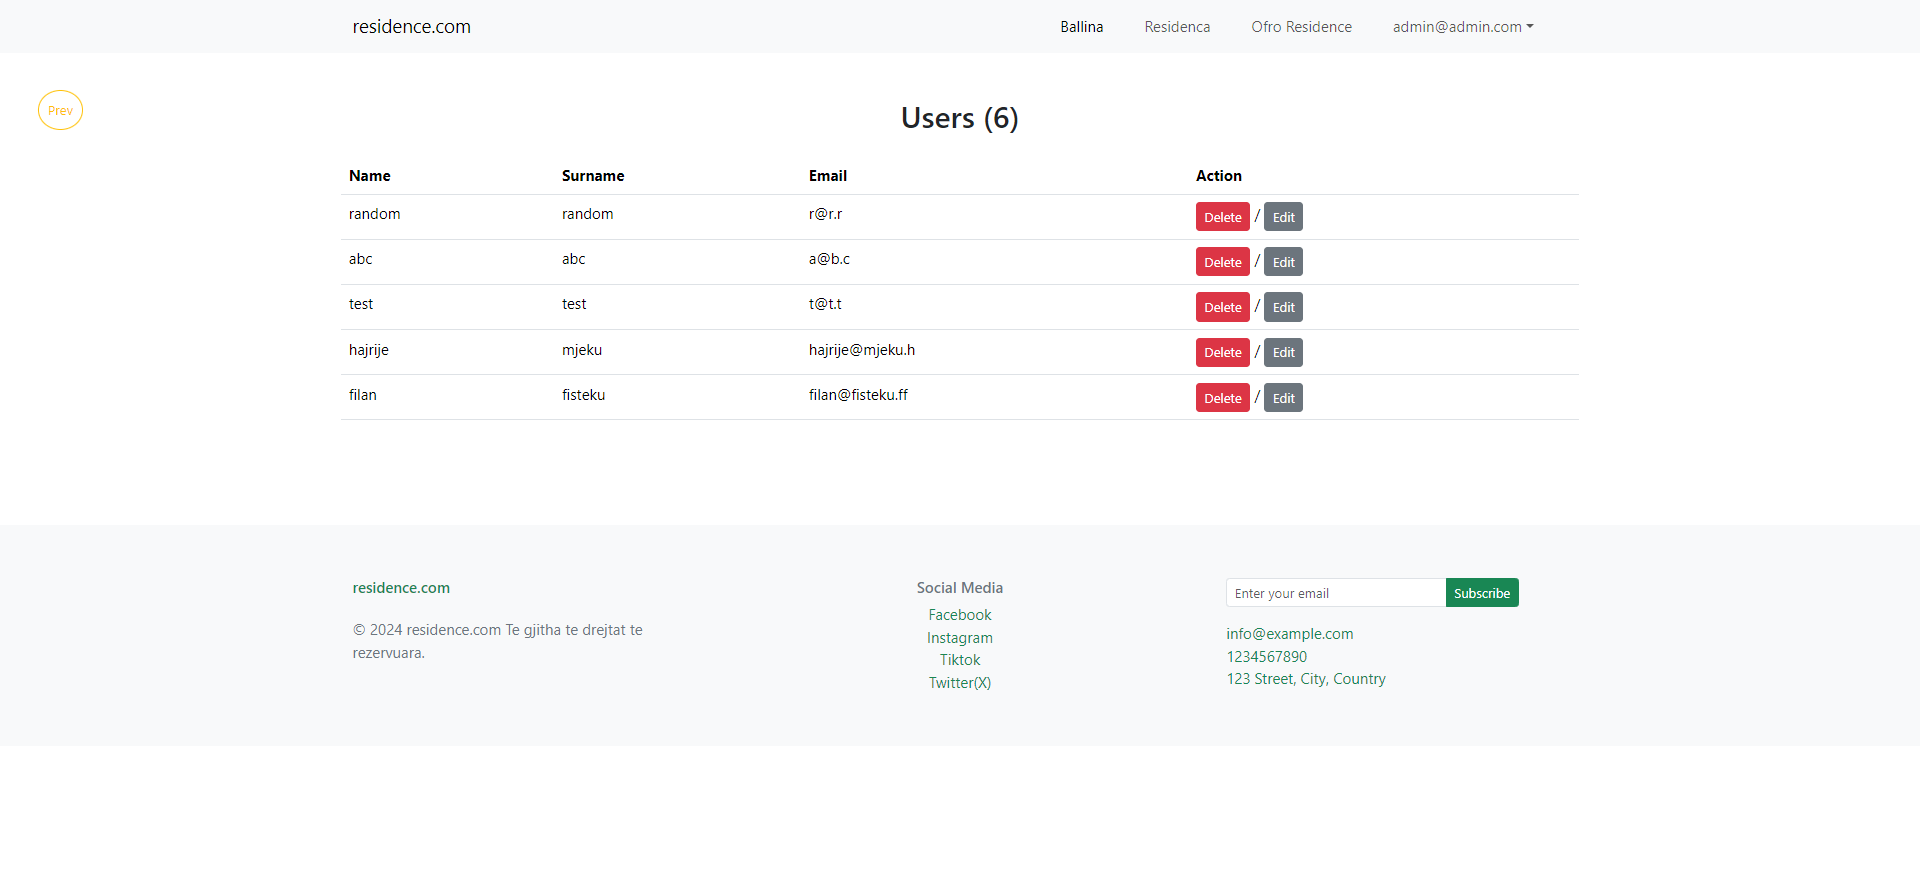 residence.com Ballina Residenca Ofro Residence admin@admin.com
Prev
Users (6)
Name Surname Email Action
random random r@r.r Delete / Edit
abc abc a@b.c Delete / Edit
test test t@t.t Delete / Edit
hajrije mjeku hajrije@mjeku.h Delete / Edit
filan fisteku filan@fisteku.ff Delete / Edit
residence.com
© 2024 residence.com Te gjitha te drejtat te
rezervuara.
Social Media
Facebook
Instagram
Tiktok
Twitter(X)
Enter your email Subscribe
info@example.com
1234567890
123 Street, City, Country